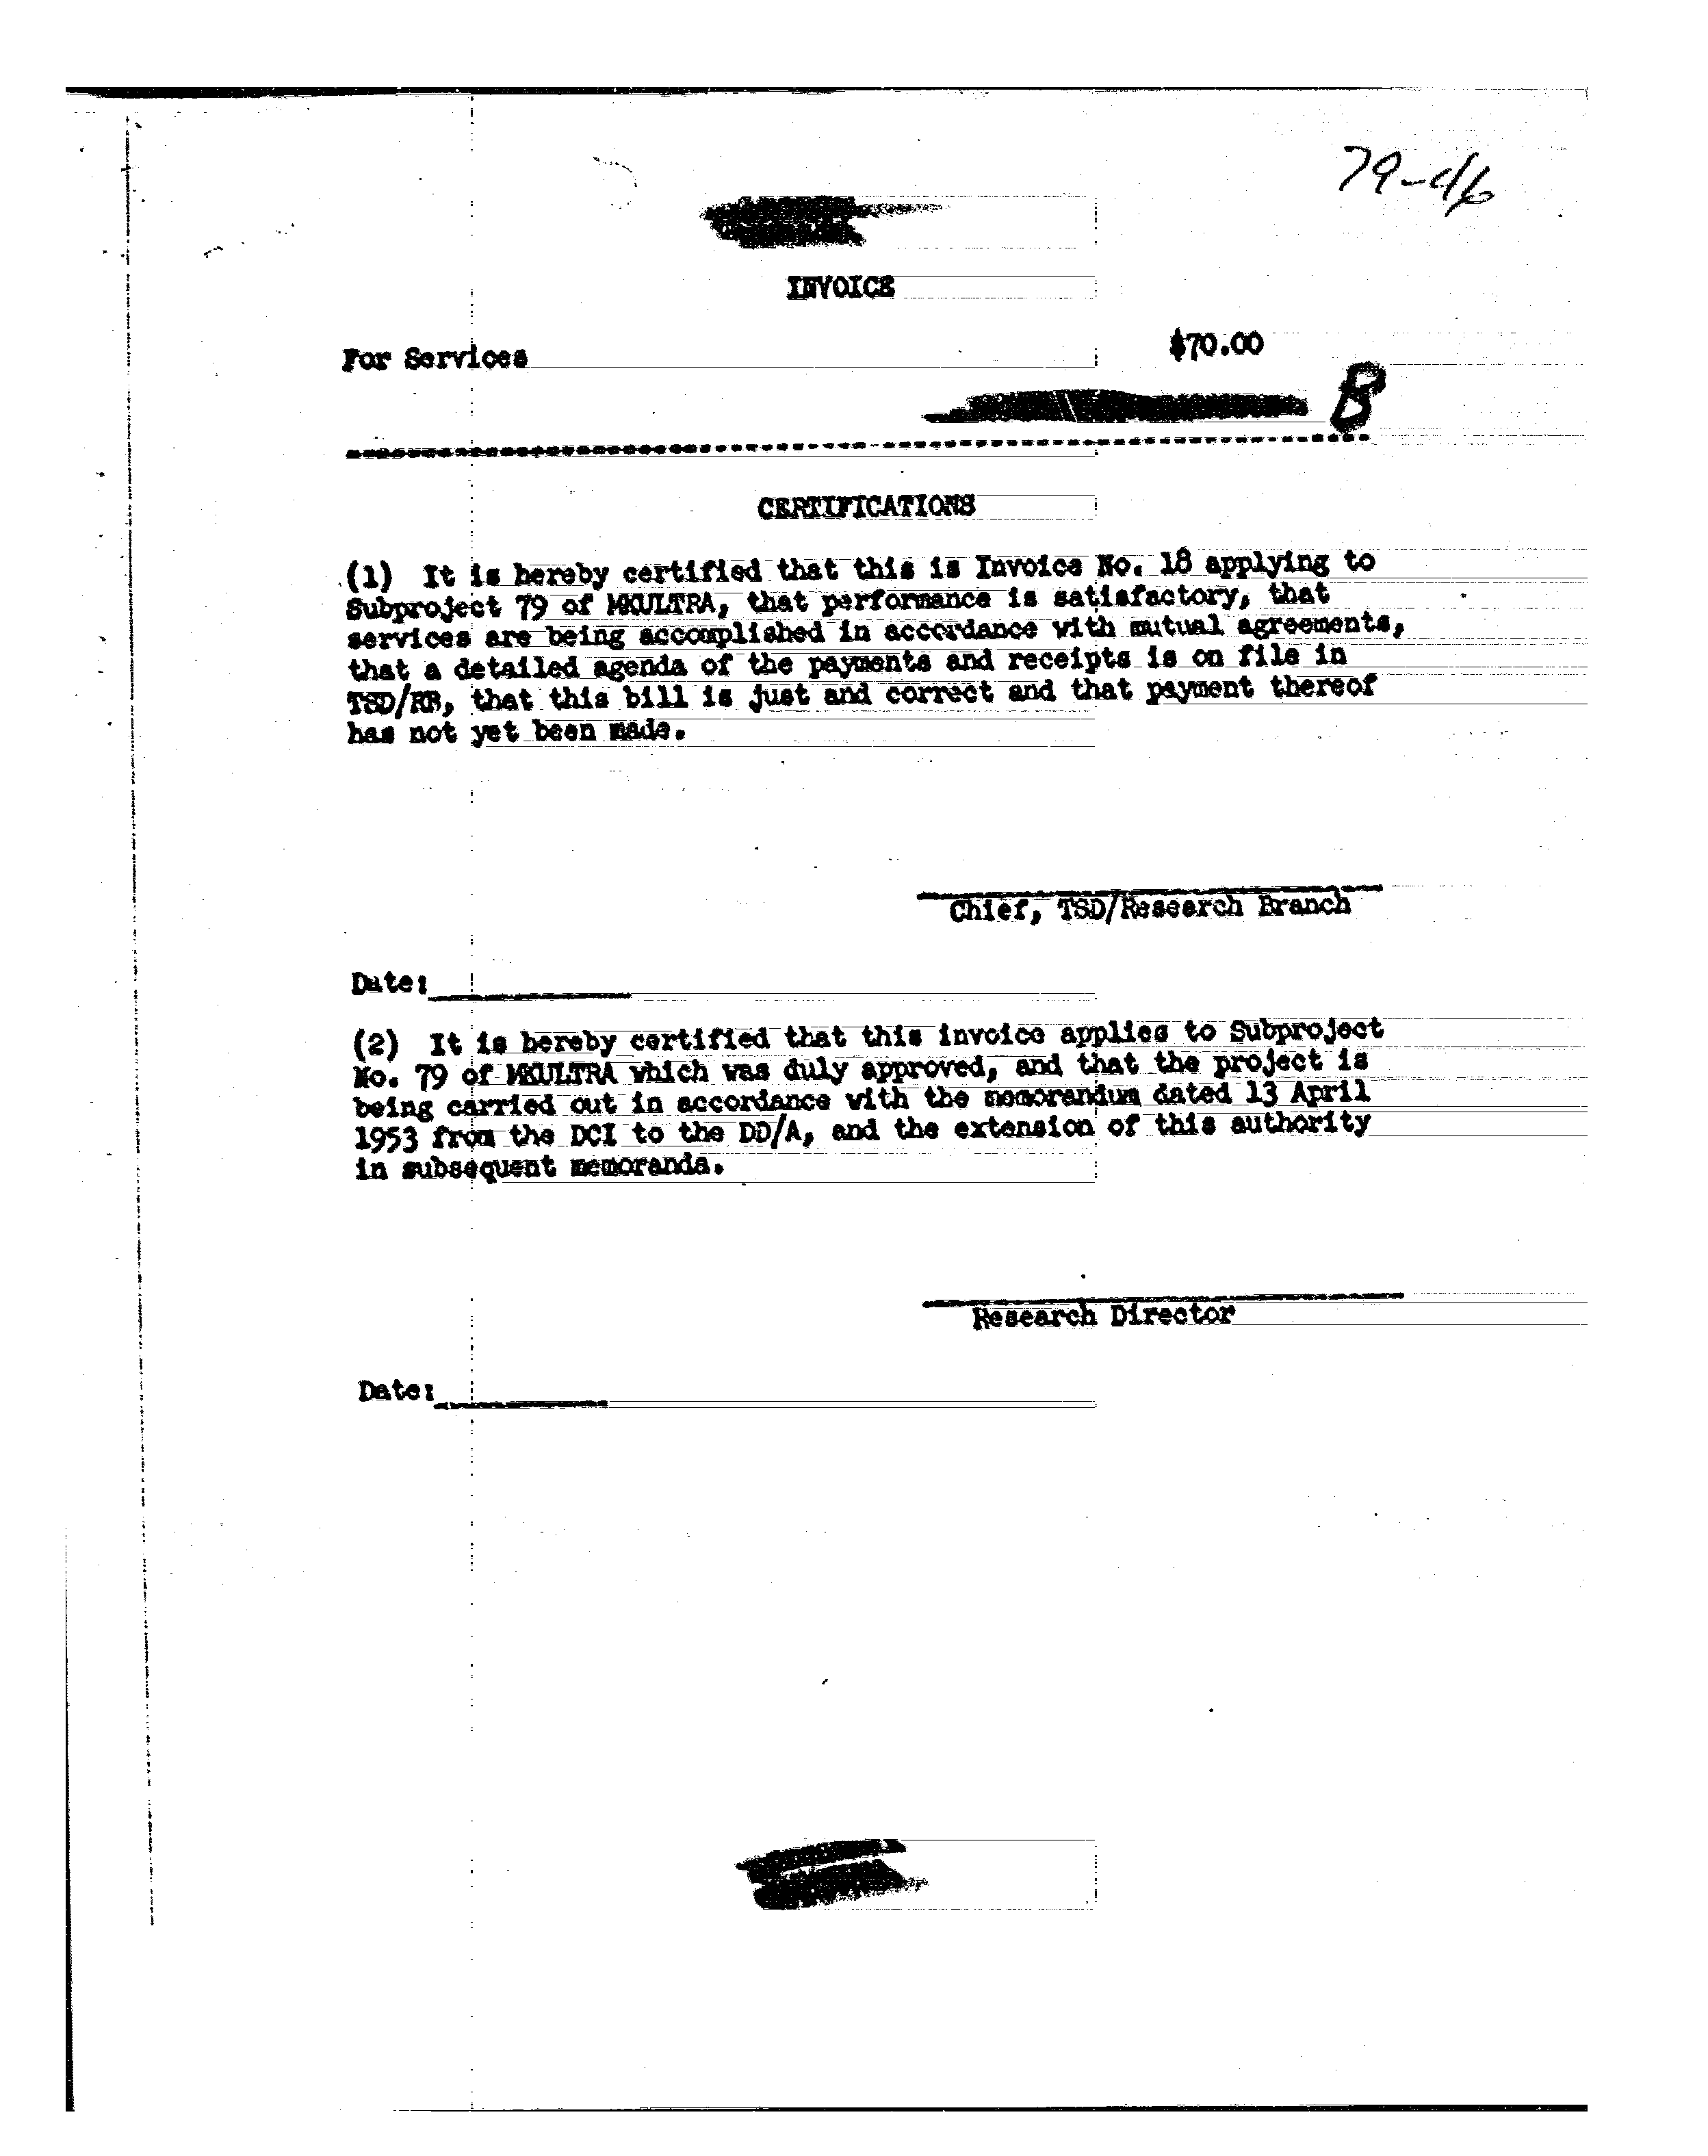 INVOICE
For Services $70.00
B
CERTIFICATIONS
(1) It is hereby certified that this is Invoice No. 18 applying to
Subproject 79 of MKULTRA, that performance is satisfactory, that
services are being accomplished in accordance with mutual agreements,
that a detailed agenda of the payments and receipts is on file in
TSD/RB, that this bill is just and correct and that payment thereof
has not yet been made.
Chief, TSD/Research Branch
Date:
(2) It is hereby certified that this invoice applies to Subproject
No. 79 of MKULTRA which was duly approved, and that the project is
being carried out in accordance with the memorandum dated 13 April
1953 from the DCI to the DD/A, and the extension of this authority
in subsequent memoranda.
Research Director
Date: